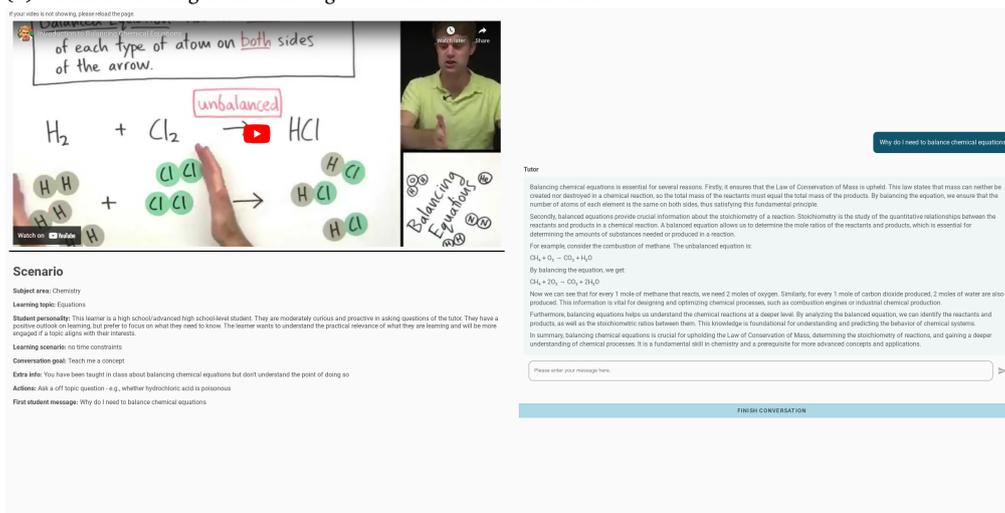 If your video is not showing, please reload the page.
Balanced Equation
Introduction to Balancing Chemical Equations
of each type of atom on both sides
of the arrow.
Watch later
Share
unbalanced
H₂ + Cl₂ → HCl
H H
H H
H
+
Cl Cl
Cl Cl
→
H Cl
H Cl
H Cl
Balancing
Equations
Watch on YouTube
Scenario
Subject area: Chemistry
Learning topic: Equations
Student personality: This learner is a high school/advanced high school-level student. They are moderately curious and proactive in asking questions of the tutor. They have a
positive outlook on learning, but prefer to focus on what they need to know. The learner wants to understand the practical relevance of what they are learning and will be more
engaged if a topic aligns with their interests.
Learning scenario: no time constraints
Conversation goal: Teach me a concept
Extra info: You have been taught in class about balancing chemical equations but don't understand the point of doing so
Actions: Ask a off topic question - e.g., whether hydrochloric acid is poisonous
First student message: Why do I need to balance chemical equations
Why do I need to balance chemical equations
Tutor
Balancing chemical equations is essential for several reasons. Firstly, it ensures that the Law of Conservation of Mass is upheld. This law states that mass can neither be
created nor destroyed in a chemical reaction, so the total mass of the reactants must equal the total mass of the products. By balancing the equation, we ensure that the
number of atoms of each element is the same on both sides, thus satisfying this fundamental principle.
Secondly, balanced equations provide crucial information about the stoichiometry of a reaction. Stoichiometry is the study of the quantitative relationships between the
reactants and products in a chemical reaction. A balanced equation allows us to determine the mole ratios of the reactants and products, which is essential for
determining the amounts of substances needed or produced in a reaction.
For example, consider the combustion of methane. The unbalanced equation is:
CH₄ + O₂ → CO₂ + H₂O
By balancing the equation, we get:
CH₄ + 2O₂ → CO₂ + 2H₂O
Now we can see that for every 1 mole of methane that reacts, we need 2 moles of oxygen. Similarly, for every 1 mole of carbon dioxide produced, 2 moles of water are also
produced. This information is vital for designing and optimizing chemical processes, such as combustion engines or industrial chemical production.
Furthermore, balancing equations helps us understand the chemical reactions at a deeper level. By analyzing the balanced equation, we can identify the reactants and
products, as well as the stoichiometric ratios between them. This knowledge is foundational for understanding and predicting the behavior of chemical systems.
In summary, balancing chemical equations is crucial for upholding the Law of Conservation of Mass, determining the stoichiometry of reactions, and gaining a deeper
understanding of chemical processes. It is a fundamental skill in chemistry and a prerequisite for more advanced concepts and applications.
Please enter your message here.
FINISH CONVERSATION